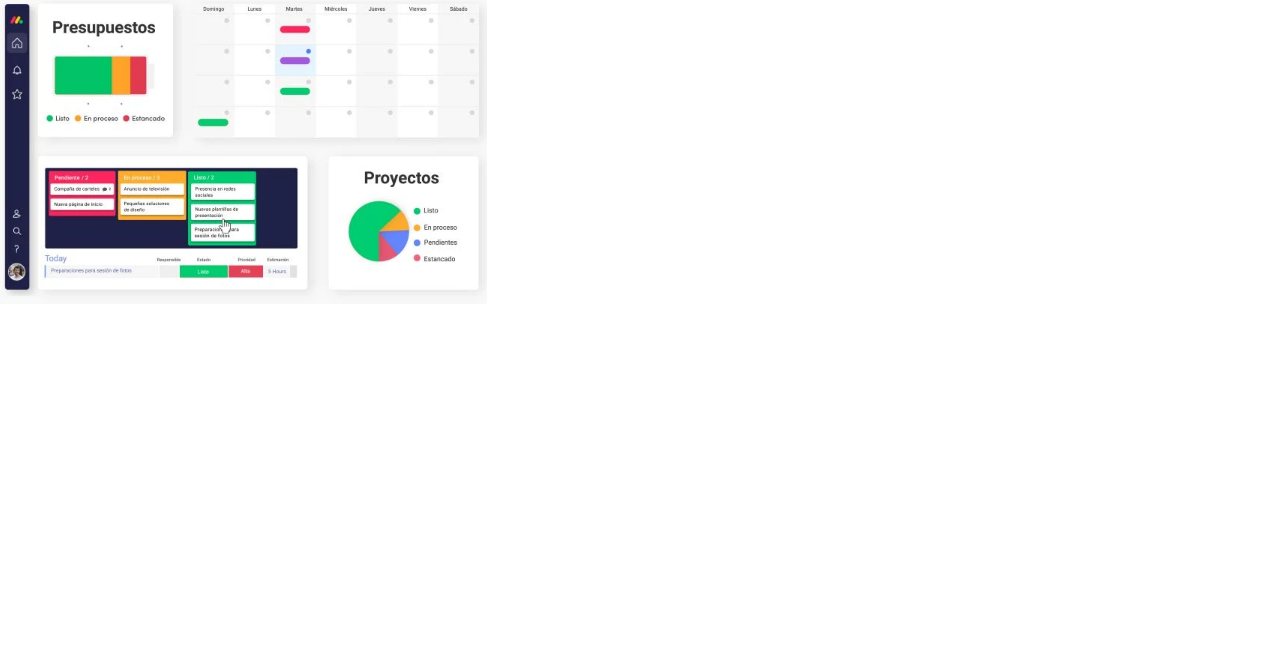 Presupuestos
Listo
En proceso
Estancado
Domingo
Lunes
Martes
Miércoles
Jueves
Viernes
Sábado
Pendiente / 2
Campaña de carteles
Nueva página de inicio
En proceso / 3
Anuncio de televisión
Pequeñas soluciones
de diseño
Listo / 2
Presencia en redes
sociales
Nuevas plantillas de
presentación
Preparaciones para
sesión de fotos
Today
Responsible
Estado
Prioridad
Estimación
Preparaciones para sesión de fotos
Listo
Alta
5 Hours
Proyectos
Listo
En proceso
Pendientes
Estancado